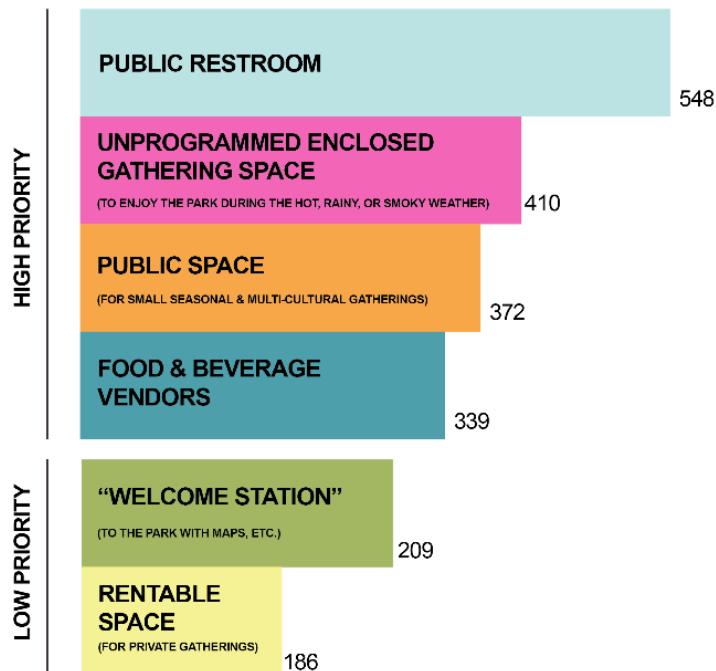 HIGH PRIORITY
PUBLIC RESTROOM
548
UNPROGRAMMED ENCLOSED
GATHERING SPACE
(TO ENJOY THE PARK DURING THE HOT, RAINY, OR SMOKY WEATHER)
410
PUBLIC SPACE
(FOR SMALL SEASONAL & MULTI-CULTURAL GATHERINGS)
372
FOOD & BEVERAGE
VENDORS
339
LOW PRIORITY
“WELCOME STATION”
(TO THE PARK WITH MAPS, ETC.)
209
RENTABLE
SPACE
(FOR PRIVATE GATHERINGS)
186